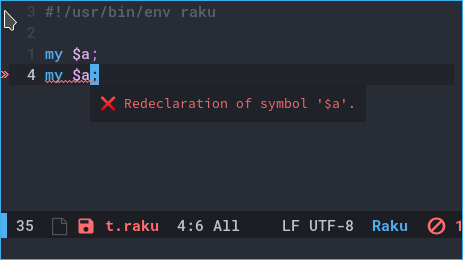 3 #!/usr/bin/env raku
2
1 my $a;
» 4 my $a;
❌ Redeclaration of symbol '$a'.
35 t.raku 4:6 All LF UTF-8 Raku 1